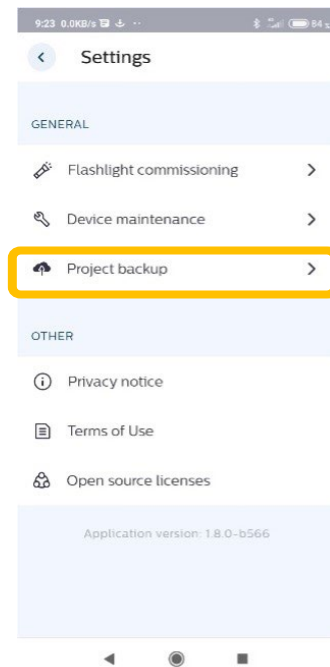 9:23 0.0KB/s
84
Settings
GENERAL
Flashlight commissioning
Device maintenance
Project backup
OTHER
Privacy notice
Terms of Use
Open source licenses
Application version: 1.8.0-b566